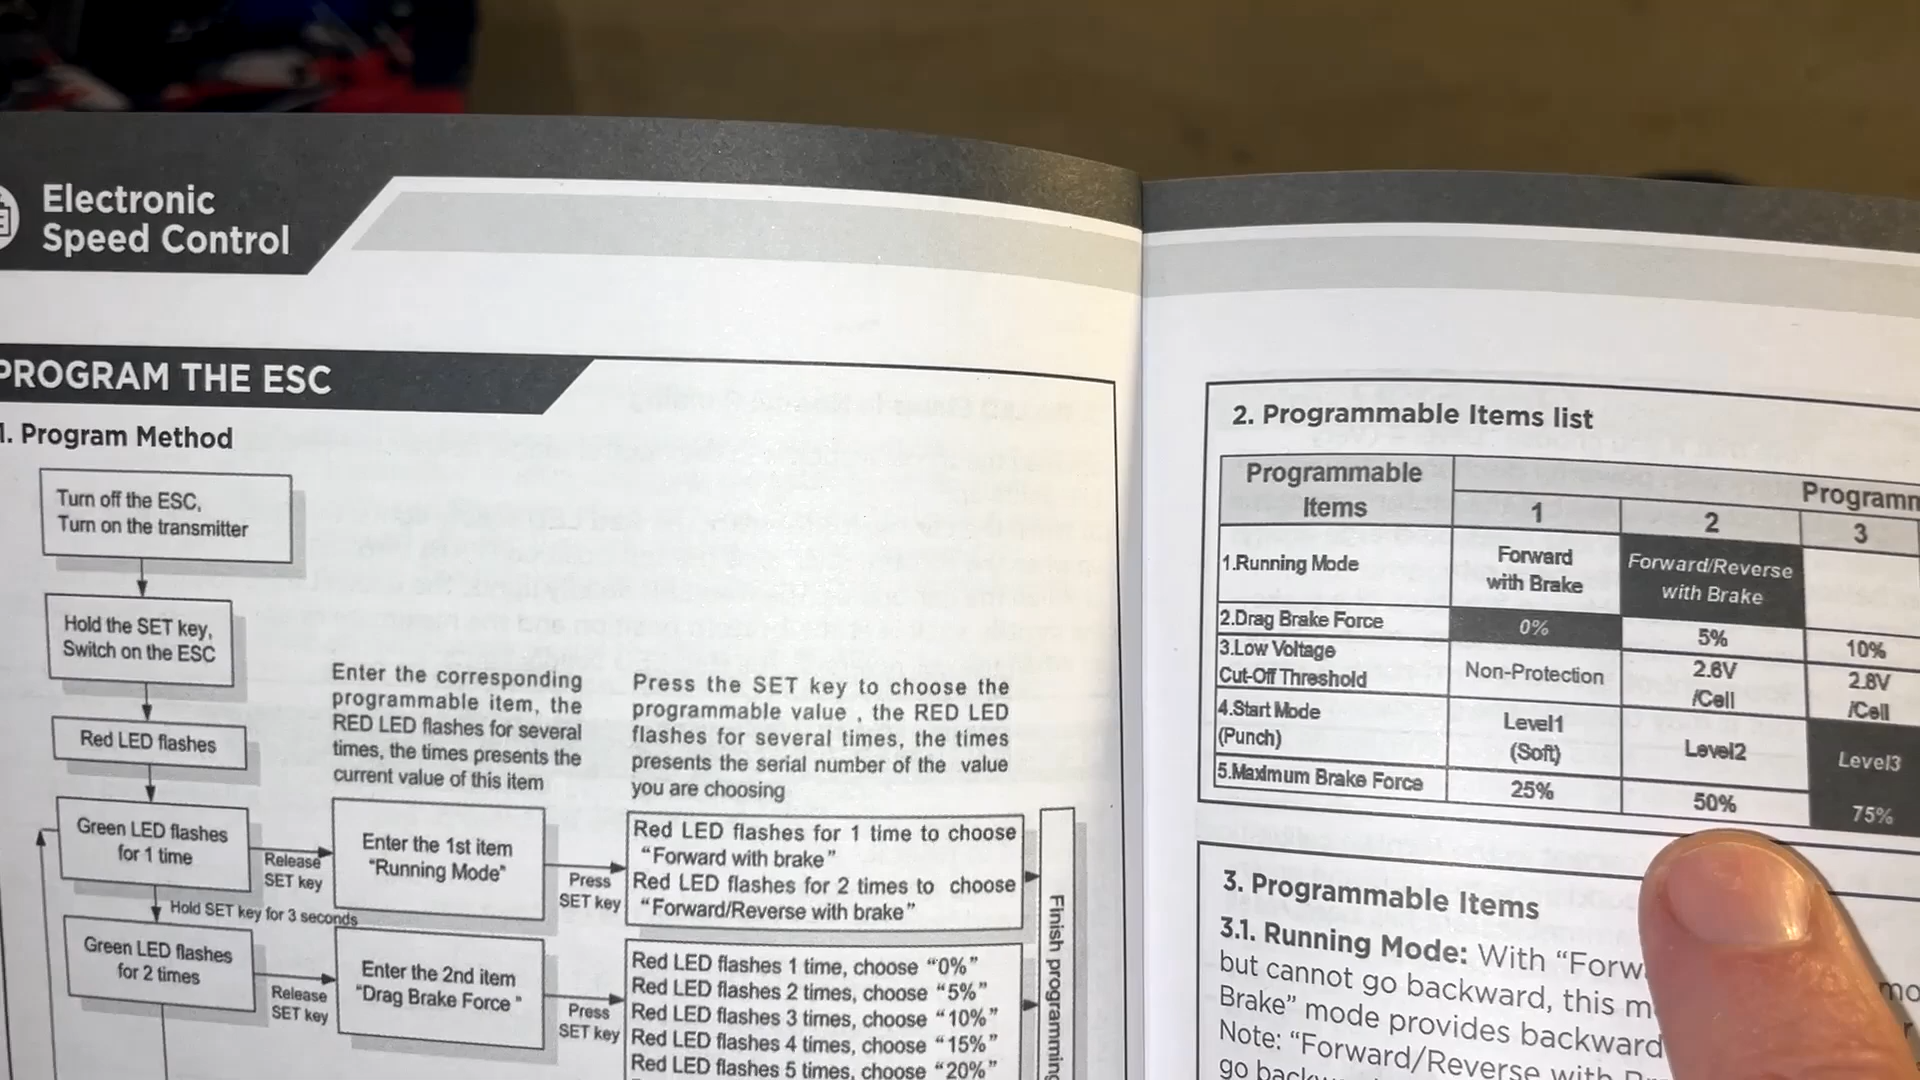 Electronic
Speed Control
PROGRAM THE ESC
1. Program Method
Turn off the ESC,
Turn on the transmitter
Hold the SET key,
Switch on the ESC
Red LED flashes
Enter the corresponding
programmable item, the
RED LED flashes for several
times, the times presents the
current value of this item
Press the SET key to choose the
programmable value , the RED LED
flashes for several times, the times
presents the serial number of the value
you are choosing
Green LED flashes
for 1 time
Release
SET key
Enter the 1st item
"Running Mode"
Press
SET key
Red LED flashes for 1 time to choose
"Forward with brake"
Red LED flashes for 2 times to choose
"Forward/Reverse with brake"
Hold SET key for 3 seconds
Green LED flashes
for 2 times
Release
SET key
Enter the 2nd item
"Drag Brake Force "
Press
SET key
Red LED flashes 1 time, choose "0%"
Red LED flashes 2 times, choose "5%"
Red LED flashes 3 times, choose "10%"
Red LED flashes 4 times, choose "15%"
Red LED flashes 5 times, choose "20%"
Finish programming
2. Programmable Items list
Programmable
Items
1 2 3
1.Running Mode Forward
with Brake Forward/Reverse
with Brake
2.Drag Brake Force 0% 5% 10%
3.Low Voltage
Cut-Off Threshold Non-Protection 2.6V
/Cell 2.8V
/Cell
4.Start Mode
(Punch) Level1
(Soft) Level2 Level3
5.Maximum Brake Force 25% 50% 75%
3. Programmable Items
3.1. Running Mode: With
but cannot go backward, this
Brake" mode provides backward
Note: "Forward/Reverse with
go